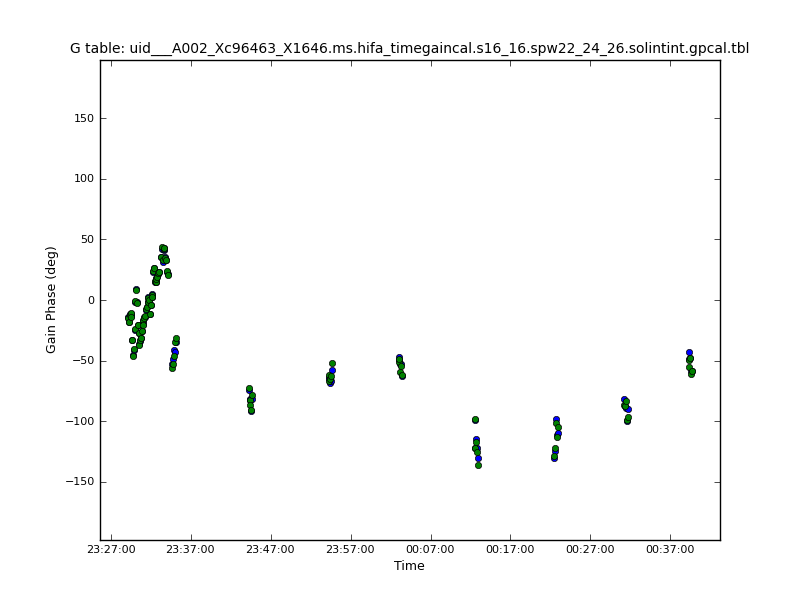 G table: uid___A002_Xc96463_X1646.ms.hifa_timegaincal.s16_16.spw22_24_26.solintint.gpcal.tbl
Gain Phase (deg)
150
100
50
0
−50
−100
−150
23:27:00 23:37:00 23:47:00 23:57:00 00:07:00 00:17:00 00:27:00 00:37:00
Time